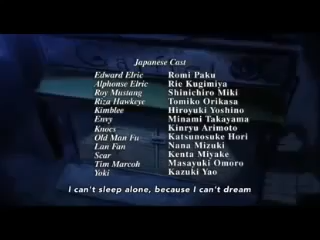 Japanese Cast
Edward Elric Romi Paku
Alphonse Elric Rie Kugimiya
Roy Mustang Shinichiro Miki
Riza Hawkeye Tomiko Orikasa
Kimblee Hiroyuki Yoshino
Envy Minami Takayama
Knocs Kinryu Arimoto
Old Man Fu Katsunosuke Hori
Lan Fan Nana Mizuki
Scar Kenta Miyake
Tim Marcoh Masayuki Omoro
Yoki Kazuki Yao
I can't sleep alone, because I can't dream